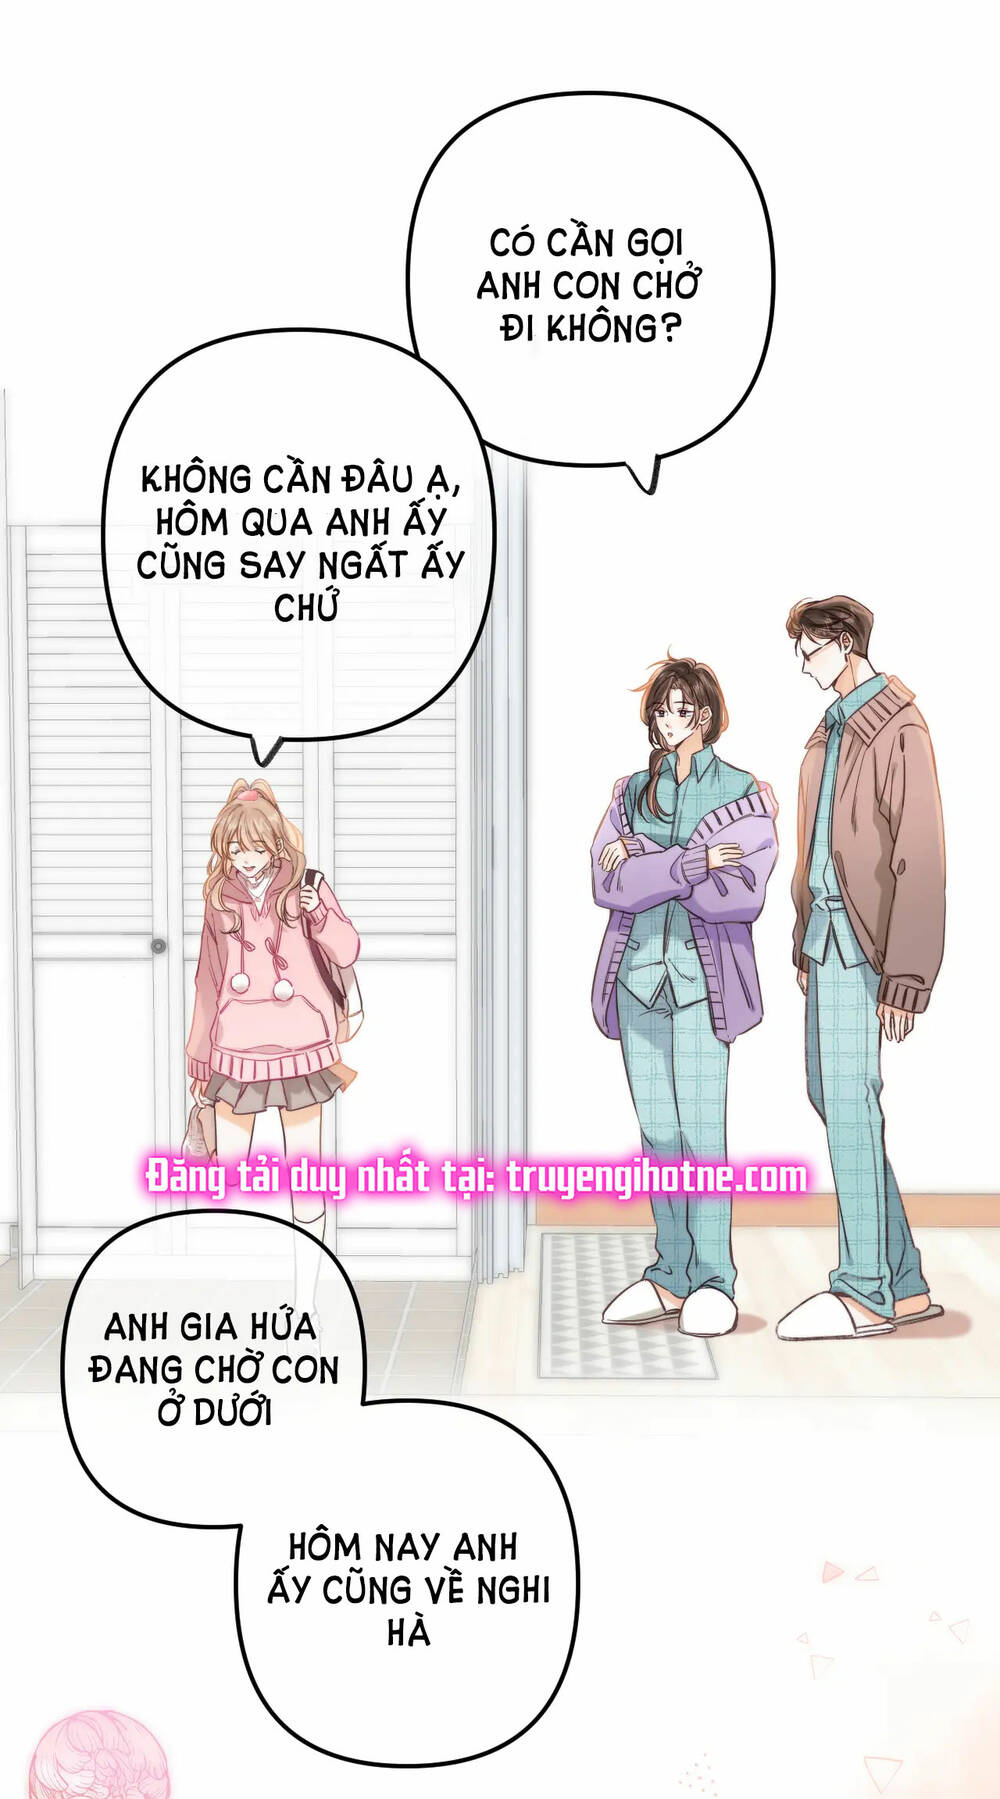 CÓ CẦN GỌI
ANH CON CHỞ
ĐI KHÔNG?
KHÔNG CẦN ĐÂU Ạ,
HÔM QUA ANH ẤY
CŨNG SAY NGẤT ẤY
CHỨ
Đăng tải duy nhất tại: truyengihotne.com
ANH GIA HỨA
ĐANG CHỜ CON
Ở DƯỚI
HÔM NAY ANH
ẤY CŨNG VỀ NGHI
HÀ